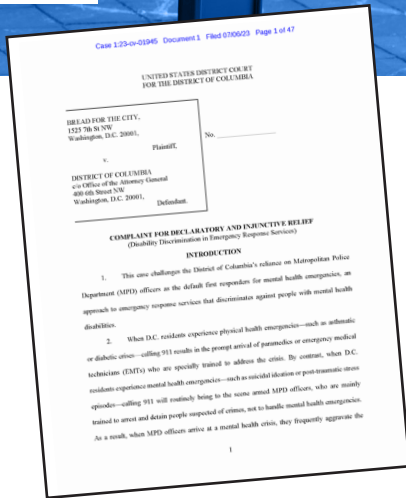 Case 1:23-cv-01945 Document 1 Filed 07/06/23 Page 1 of 47
UNITED STATES DISTRICT COURT
FOR THE DISTRICT OF COLUMBIA
BREAD FOR THE CITY,
1525 7th St NW
Washington, D.C. 20001,
Plaintiff,
v.
No.
DISTRICT OF COLUMBIA
c/o Office of the Attorney General
400 6th Street NW
Washington, D.C. 20001,
Defendant.
COMPLAINT FOR DECLARATORY AND INJUNCTIVE RELIEF
(Disability Discrimination in Emergency Response Services)
INTRODUCTION
1. This case challenges the District of Columbia's reliance on Metropolitan Police
Department (MPD) officers as the default first responders for mental health emergencies, an
approach to emergency response services that discriminates against people with mental health
disabilities.
2. When D.C. residents experience physical health emergencies—such as asthmatic
or diabetic crises—calling 911 results in the prompt arrival of paramedics or emergency medical
technicians (EMTs) who are specially trained to address the crisis. By contrast, when D.C.
residents experience mental health emergencies—such as suicidal ideation or post-traumatic stress
episodes—calling 911 will routinely bring to the scene armed MPD officers, who are mainly
trained to arrest and detain people suspected of crimes, not to handle mental health emergencies.
As a result, when MPD officers arrive at a mental health crisis, they frequently aggravate the
1